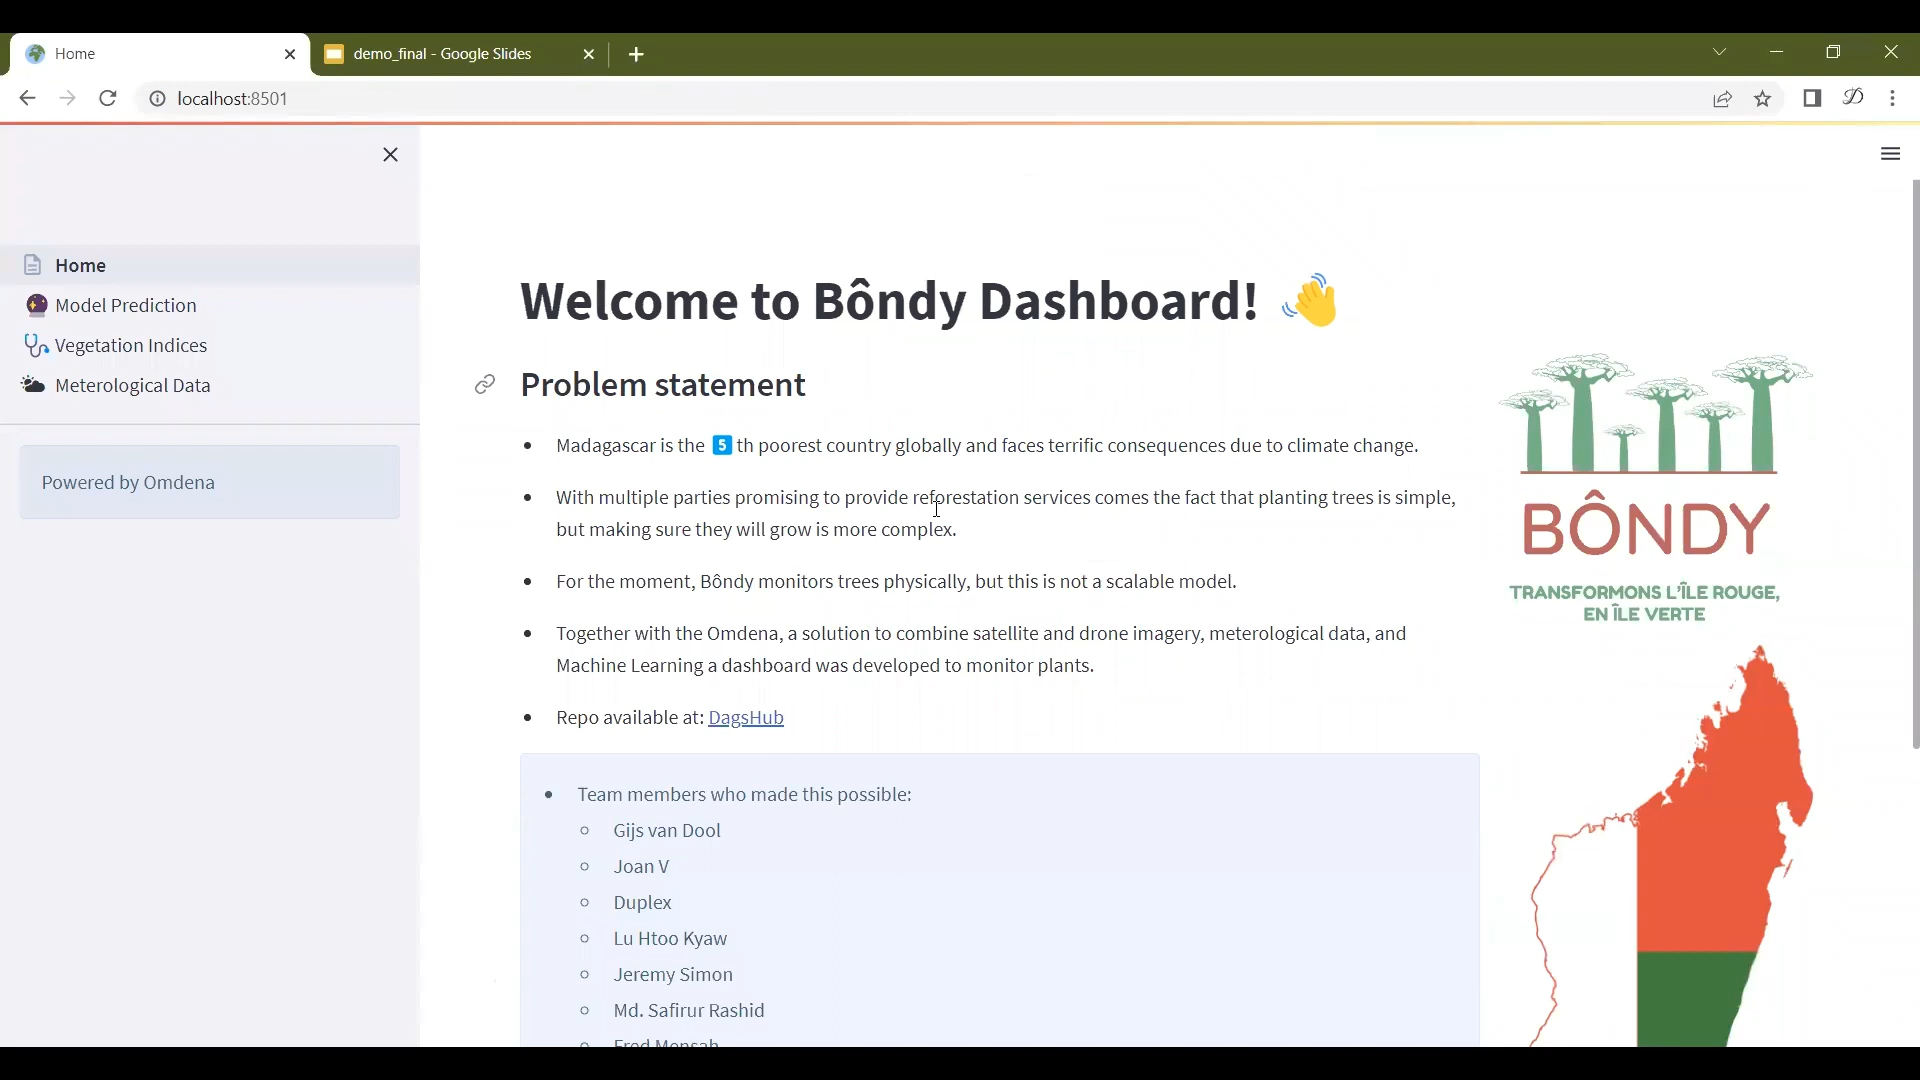 Home
demo_final - Google Slides
localhost:8501
Home
Model Prediction
Vegetation Indices
Meterological Data
Powered by Omdena
Welcome to Bôndy Dashboard! 👋
Problem statement
Madagascar is the 5 th poorest country globally and faces terrific consequences due to climate change.
With multiple parties promising to provide reforestation services comes the fact that planting trees is simple,
but making sure they will grow is more complex.
For the moment, Bôndy monitors trees physically, but this is not a scalable model.
Together with the Omdena, a solution to combine satellite and drone imagery, meterological data, and
Machine Learning a dashboard was developed to monitor plants.
Repo available at: DagsHub
Team members who made this possible:
Gijs van Dool
Joan V
Duplex
Lu Htoo Kyaw
Jeremy Simon
Md. Safirur Rashid
Fred Mensah
BÔNDY
TRANSFORMONS L'ÎLE ROUGE,
EN ÎLE VERTE